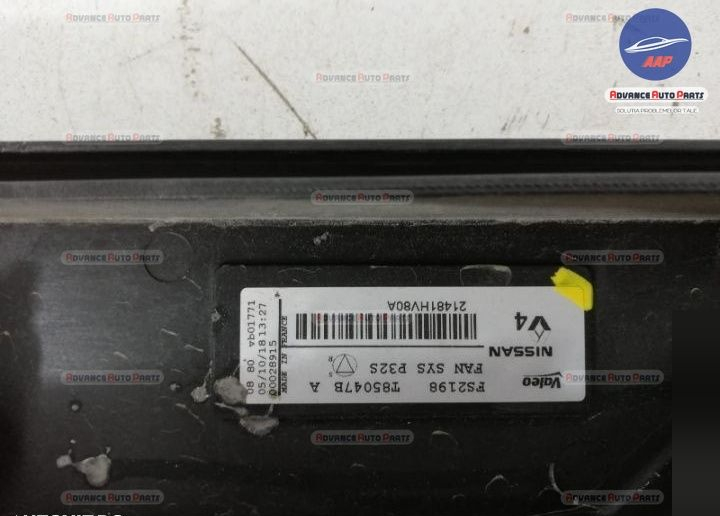 AAP
ADVANCE AUTO PARTS
SOLUTIA PROBLEMELOR TALE
Valeo
FS2198
T85047B A
NISSAN
FAN SYS P32S
V4
21481HV80A
MADE IN FRANCE
00028915
05/10/18 13:27
08 80